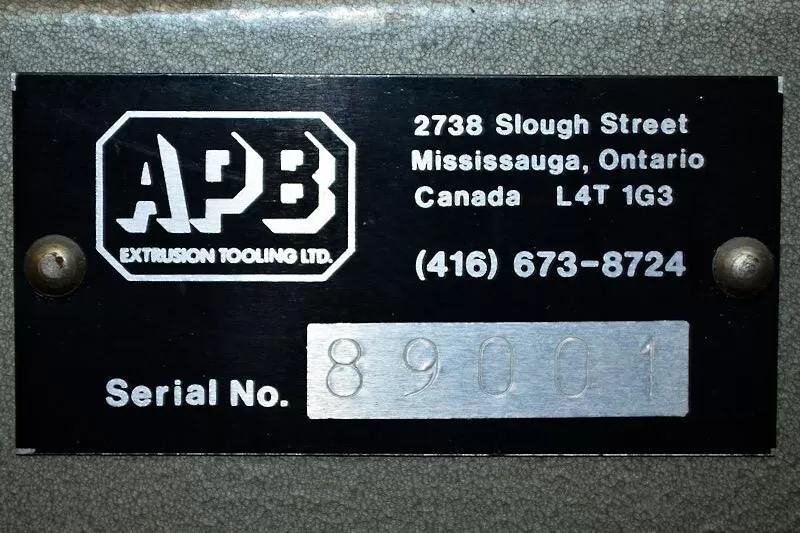 APB
EXTRUSION TOOLING LTD.
2738 Slough Street
Mississauga, Ontario
Canada L4T 1G3
(416) 673-8724
Serial No. 89001